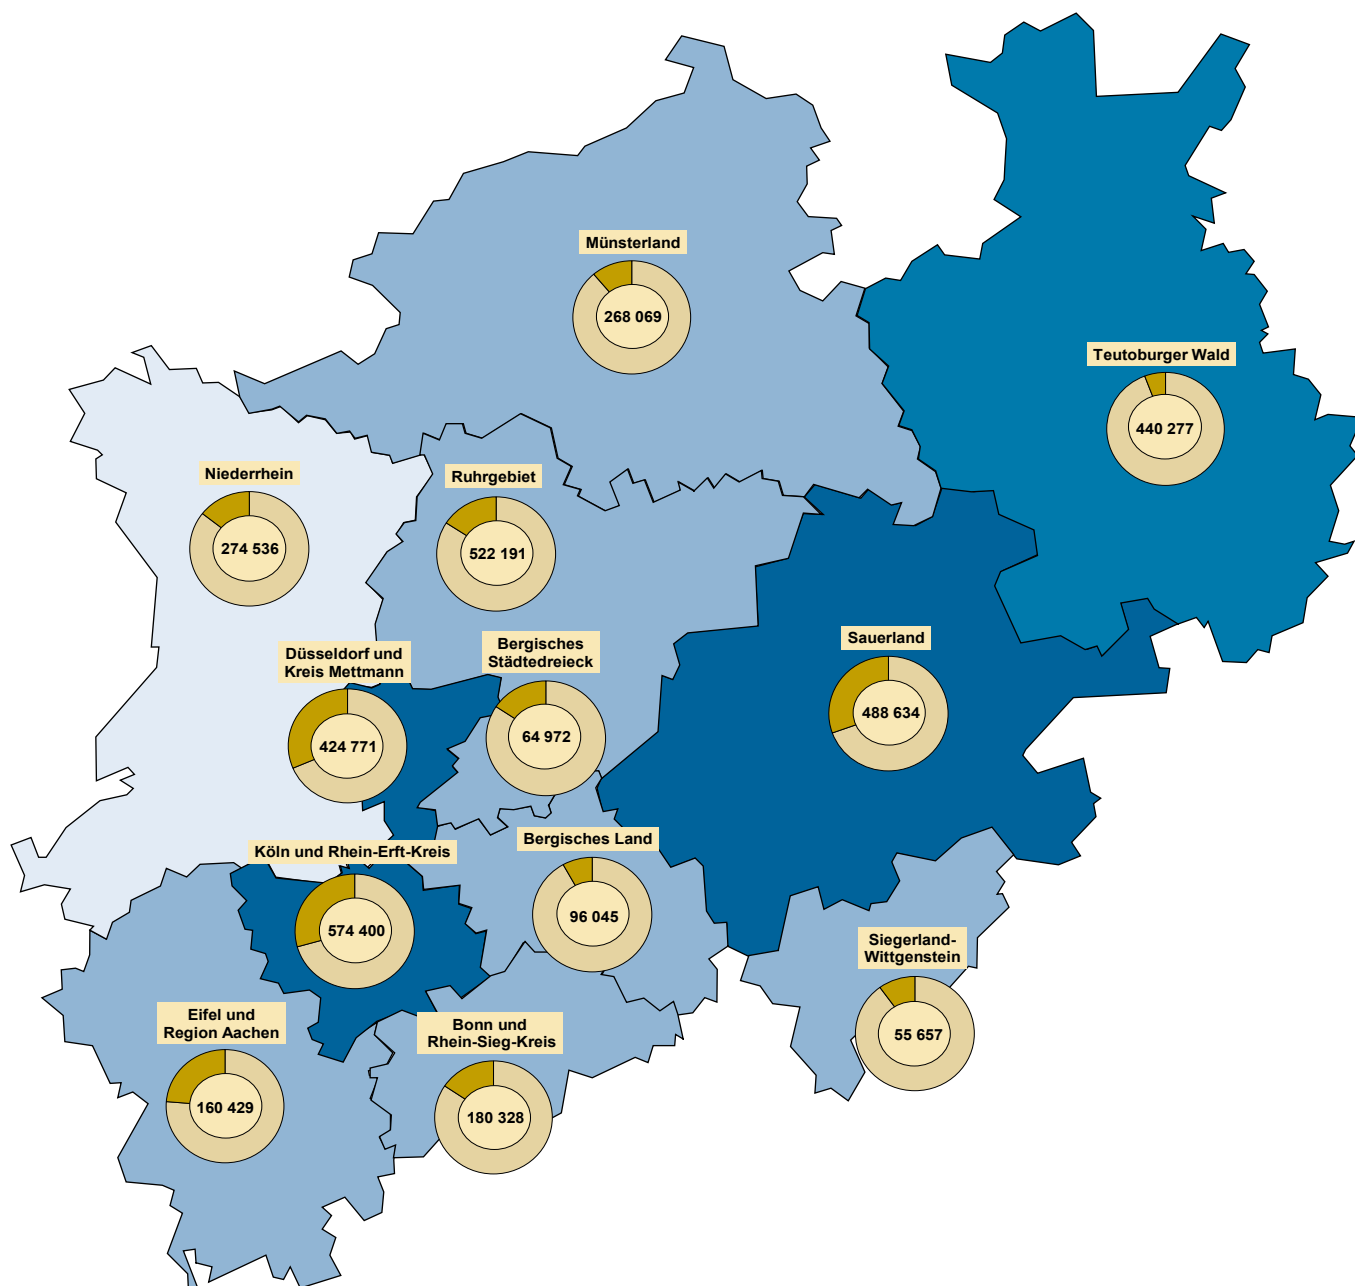 Münsterland
268 069
Teutoburger Wald
440 277
Niederrhein
274 536
Ruhrgebiet
522 191
Düsseldorf und
Kreis Mettmann
424 771
Bergisches
Städtedreieck
64 972
Sauerland
488 634
Köln und Rhein-Erft-Kreis
574 400
Bergisches Land
96 045
Siegerland-
Wittgenstein
55 657
Eifel und
Region Aachen
160 429
Bonn und
Rhein-Sieg-Kreis
180 328